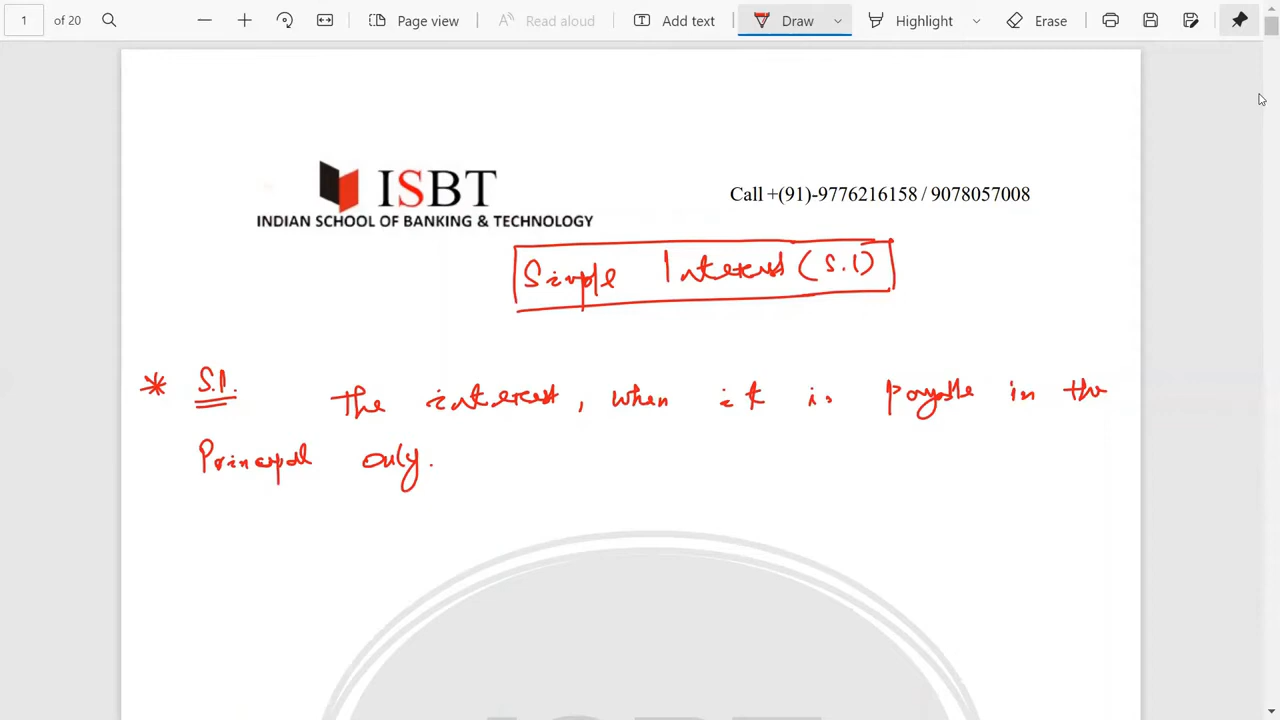 1 of 20 Page view Read aloud Add text Draw Highlight Erase
ISBT
INDIAN SCHOOL OF BANKING & TECHNOLOGY
Call +(91)-9776216158 / 9078057008
Simple Interest (S.I)
* S.I. The interest, when it is payable in the
Principal only.